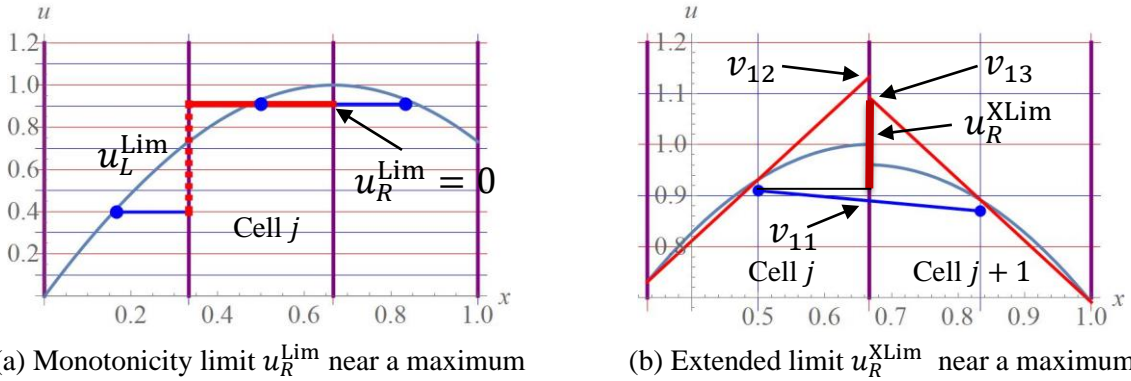 u
1.2
1.0
0.9
0.7
0.6
0.4
0.2
u_L^Lim
u_R^Lim = 0
Cell j
0.2 0.4 0.6 0.8 1.0
x
(a) Monotonicity limit u_R^Lim near a maximum
u
1.2
1.1
1.0
0.9
0.8
v_12
v_13
u_R^XLim
v_11
Cell j
Cell j + 1
0.5 0.6 0.7 0.8 0.9 1.0
x
(b) Extended limit u_R^XLim near a maximum